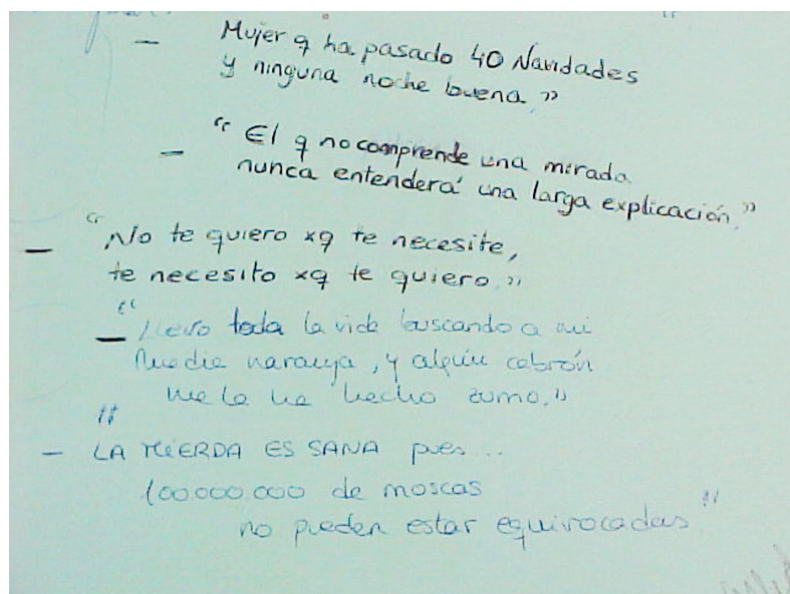 — Mujer q ha pasado 40 Navidades
y ninguna noche buena."
— "El q no comprende una mirada
nunca entenderá una larga explicación."
— "No te quiero xq te necesite,
te necesito xq te quiero."
— "Llevo toda la vida buscando a mi
media naranja, y alguien cabrón
me la ha hecho zumo."
— "LA MIERDA ES SANA pues...
100.000.000 de moscas
no pueden estar equivocadas"